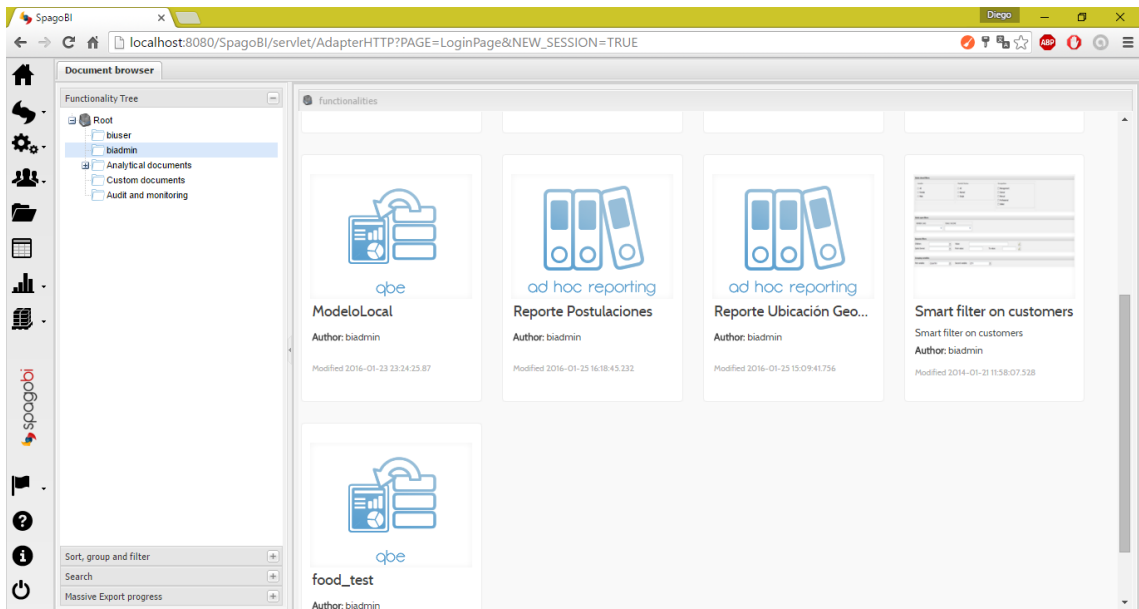 SpagoBI
Diego
localhost:8080/SpagoBI/servlet/AdapterHTTP?PAGE=LoginPage&NEW_SESSION=TRUE
ABP
Document browser
Functionality Tree
functionalities
Root
biuser
biadmin
Analytical documents
Custom documents
Audit and monitoring
qbe
ModeloLocal
Author: biadmin
Modified 2016-01-23 23:24:25.87
ad hoc reporting
Reporte Postulaciones
Author: biadmin
Modified 2016-01-25 16:18:45.232
ad hoc reporting
Reporte Ubicación Geo...
Author: biadmin
Modified 2016-01-25 15:09:41.756
Smart filter on customers
Smart filter on customers
Author: biadmin
Modified 2014-01-21 11:58:07.528
spagobi
qbe
food_test
Author: biadmin
Sort, group and filter
Search
Massive Export progress